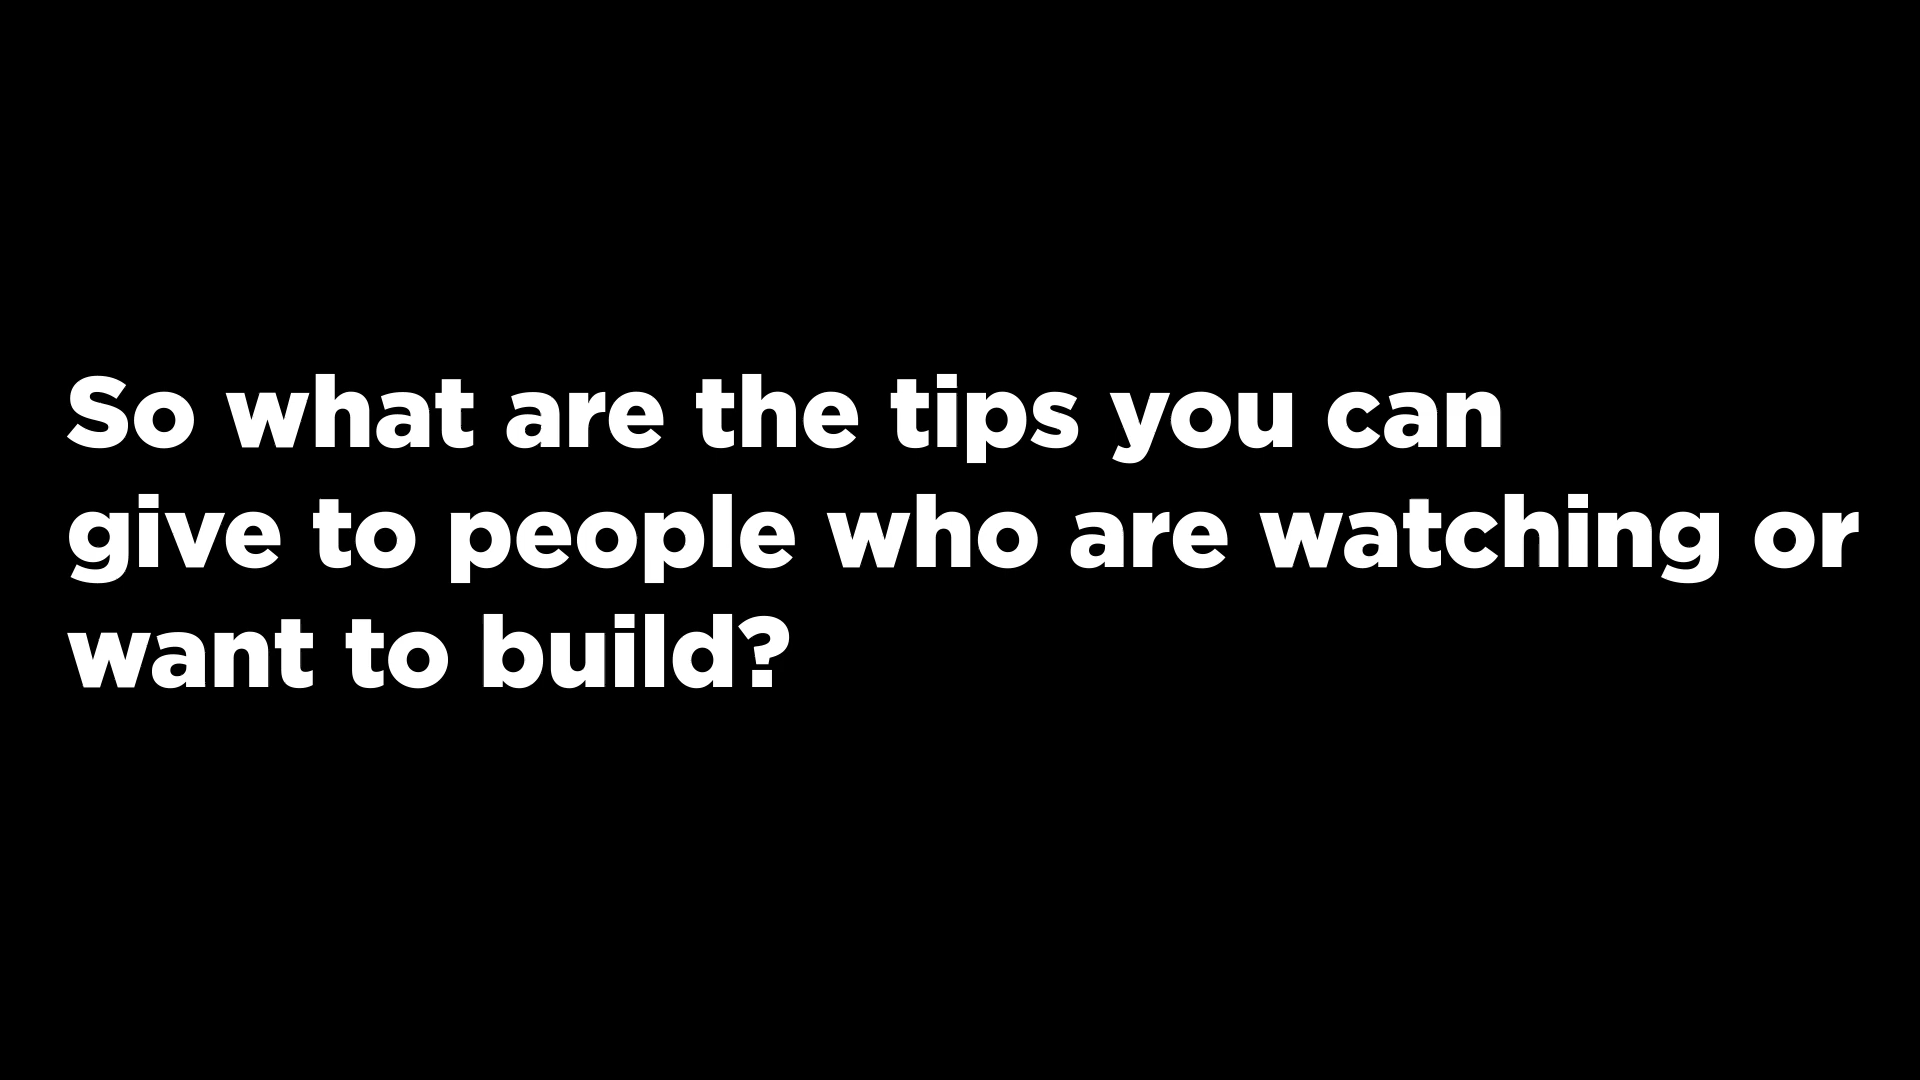 So what are the tips you can
give to people who are watching or
want to build?